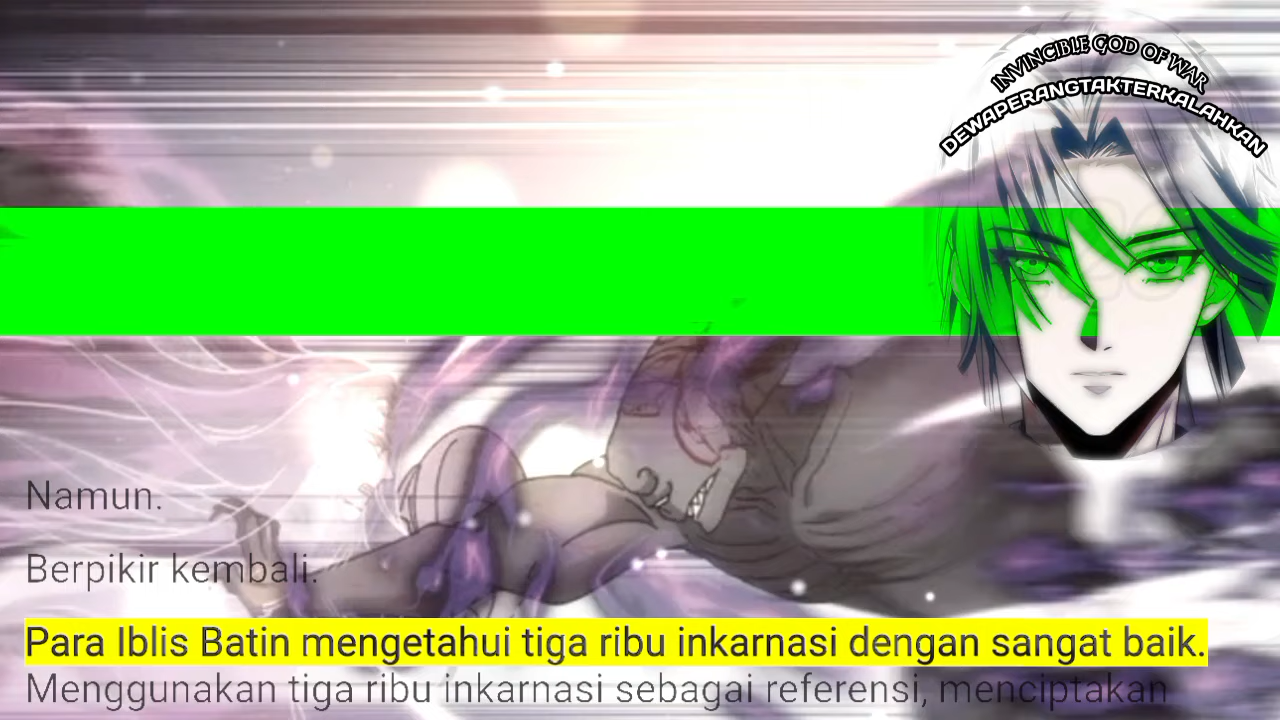 INVINCIBLE GOD OF WAR
DEWAPERANGTAKTERKALAHKAN
Namun.
Berpikir kembali.
Para Iblis Batin mengetahui tiga ribu inkarnasi dengan sangat baik.
Menggunakan tiga ribu inkarnasi sebagai referensi, menciptakan